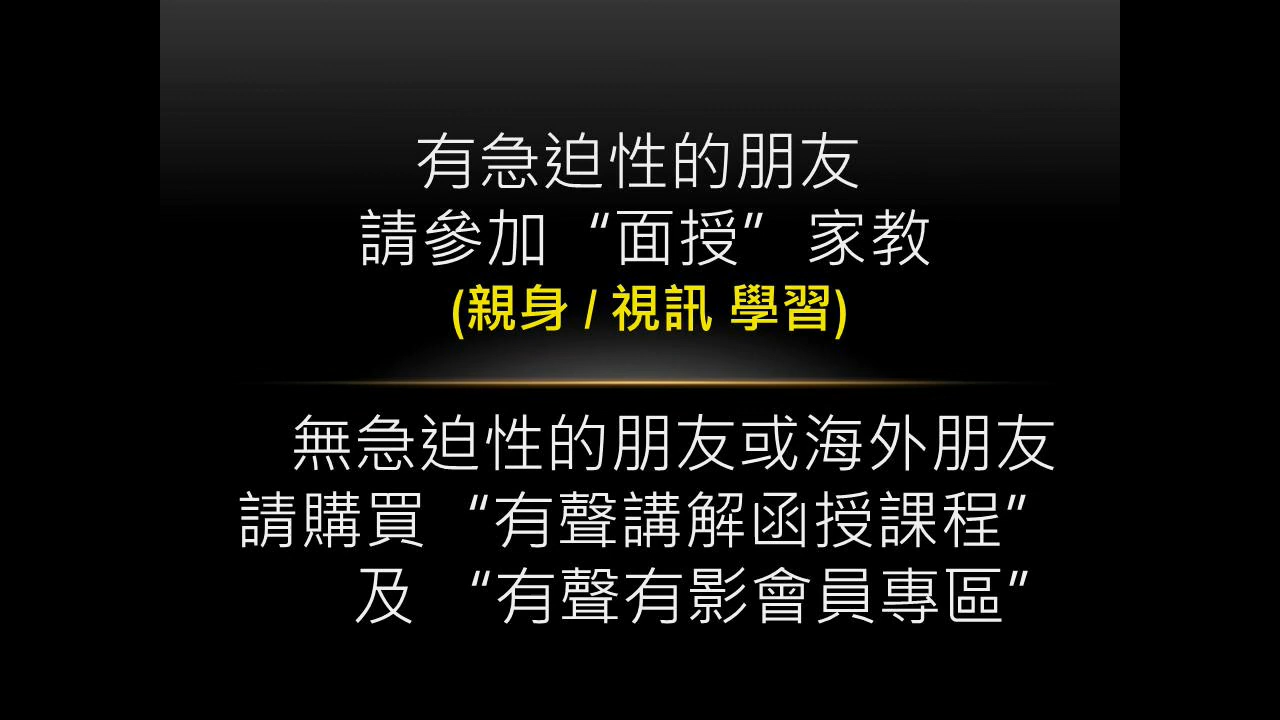 有急迫性的朋友
請參加 “面授” 家教
(親身 / 視訊 學習)
無急迫性的朋友或海外朋友
請購買 “有聲講解函授課程”
及 “有聲有影會員專區”